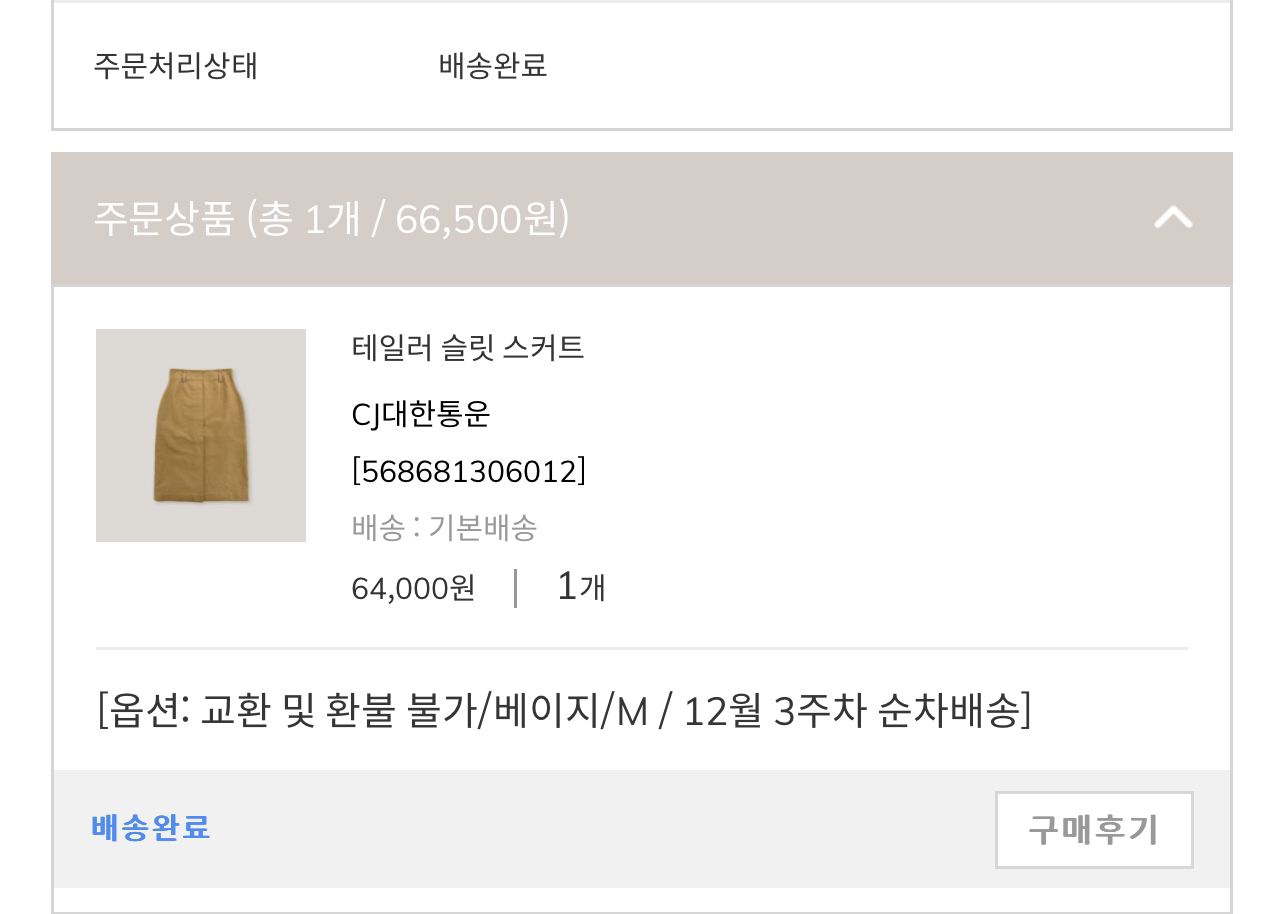 주문처리상태 배송완료
주문상품 (총 1개 / 66,500원)
테일러 슬릿 스커트
CJ대한통운
[568681306012]
배송 : 기본배송
64,000원 | 1개
[옵션: 교환 및 환불 불가/베이지/M / 12월 3주차 순차배송]
배송완료 구매후기